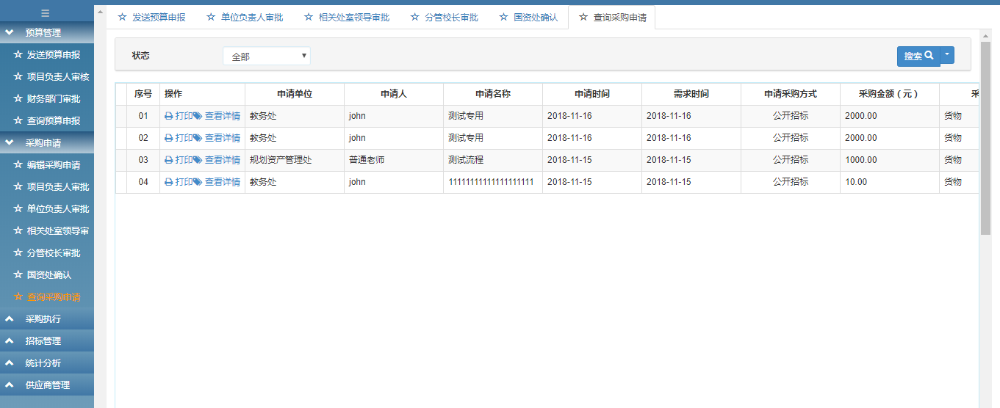 ☰
预算管理
☆ 发送预算申报
☆ 项目负责人审核
☆ 财务部门审批
☆ 查询预算申报
采购申请
☆ 编辑采购申请
☆ 项目负责人审批
☆ 单位负责人审批
☆ 相关处室领导审
☆ 分管校长审批
☆ 国资处确认
☆ 查询采购申请
采购执行
招标管理
统计分析
供应商管理
☆ 发送预算申报 ☆ 单位负责人审批 ☆ 相关处室领导审批 ☆ 分管校长审批 ☆ 国资处确认 ☆ 查询采购申请
状态 全部 搜索
序号 操作 申请单位 申请人 申请名称 申请时间 需求时间 申请采购方式 采购金额（元） 采
01 打印 查看详情 教务处 john 测试专用 2018-11-16 2018-11-16 公开招标 2000.00 货物
02 打印 查看详情 教务处 john 测试专用 2018-11-16 2018-11-16 公开招标 2000.00 货物
03 打印 查看详情 规划资产管理处 普通老师 测试流程 2018-11-15 2018-11-15 公开招标 1000.00 货物
04 打印 查看详情 教务处 john 11111111111111111111 2018-11-15 2018-11-15 公开招标 10.00 货物